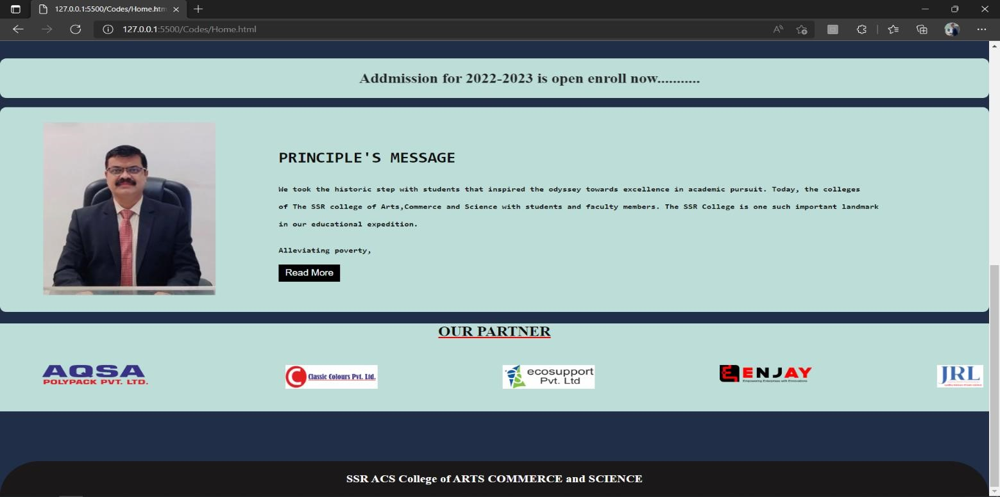 127.0.0.1:5500/Codes/Home.htm
127.0.0.1:5500/Codes/Home.html
Addmission for 2022-2023 is open enroll now...........
PRINCIPLE'S MESSAGE
We took the historic step with students that inspired the odyssey towards excellence in academic pursuit. Today, the colleges
of The SSR college of Arts,Commerce and Science with students and faculty members. The SSR College is one such important landmark
in our educational expedition.
Alleviating poverty,
Read More
OUR PARTNER
AQSA
POLYPACK PVT. LTD.
Classic Colours Pvt. Ltd.
ecosupport
Pvt. Ltd
ENJAY
Empowering Enterprises with Ennovations
JRL
SSR ACS College of ARTS COMMERCE and SCIENCE